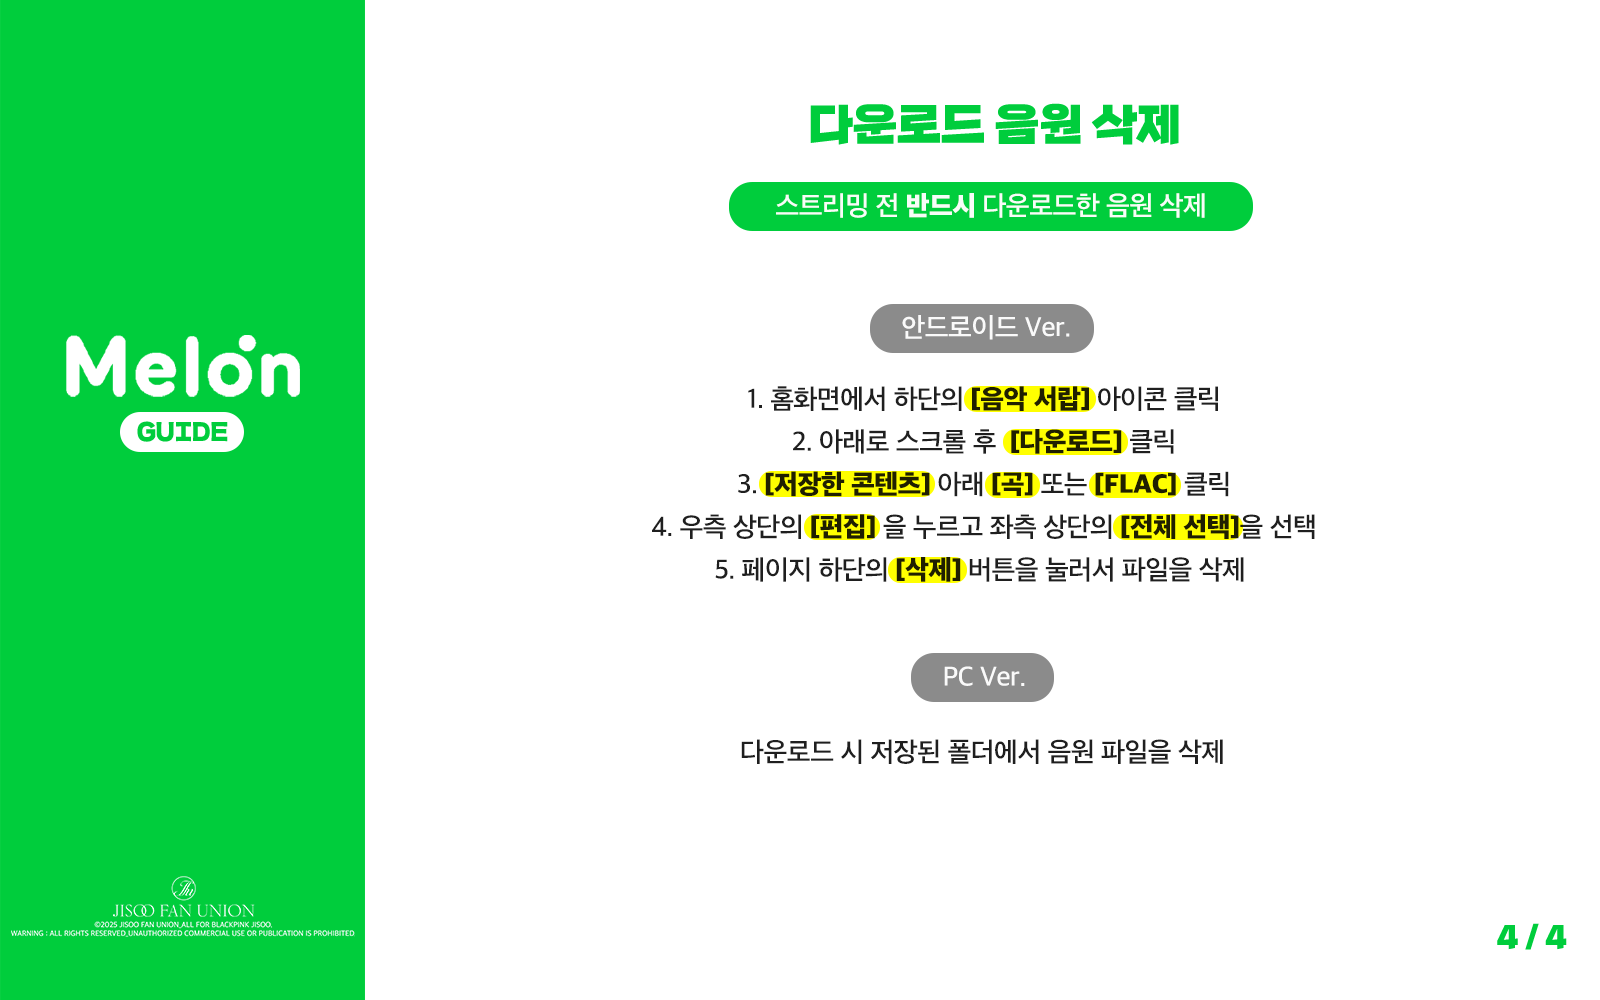 Melon
GUIDE
JISOO FAN UNION
©2025 JISOO FAN UNION,ALL FOR BLACKPINK JISOO.
WARNING : ALL RIGHTS RESERVED,UNAUTHORIZED COMMERCIAL USE OR PUBLICATION IS PROHIBITED
다운로드 음원 삭제
스트리밍 전 반드시 다운로드한 음원 삭제
안드로이드 Ver.
1. 홈화면에서 하단의 [음악 서랍] 아이콘 클릭
2. 아래로 스크롤 후 [다운로드] 클릭
3. [저장한 콘텐츠] 아래 [곡] 또는 [FLAC] 클릭
4. 우측 상단의 [편집] 을 누르고 좌측 상단의 [전체 선택]을 선택
5. 페이지 하단의 [삭제] 버튼을 눌러서 파일을 삭제
PC Ver.
다운로드 시 저장된 폴더에서 음원 파일을 삭제
4 / 4